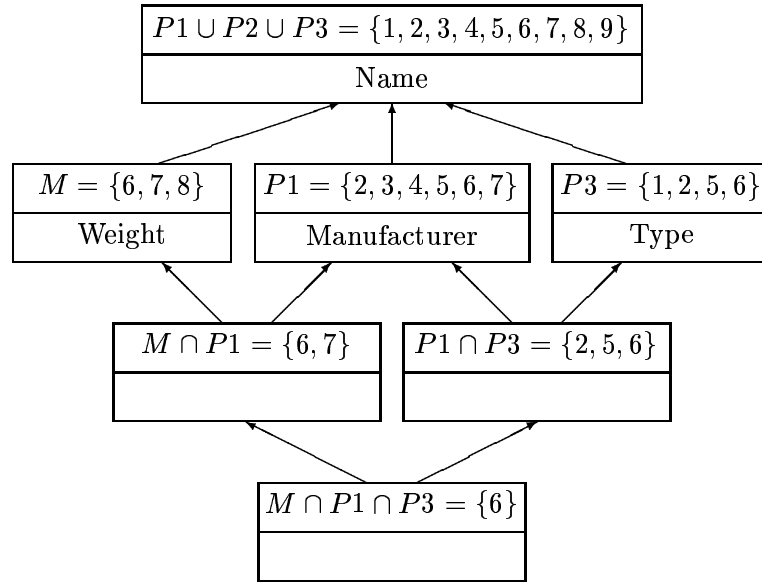 P1 ∪ P2 ∪ P3 = {1, 2, 3, 4, 5, 6, 7, 8, 9}
Name
M = {6, 7, 8}
Weight
P1 = {2, 3, 4, 5, 6, 7}
Manufacturer
P3 = {1, 2, 5, 6}
Type
M ∩ P1 = {6, 7}
P1 ∩ P3 = {2, 5, 6}
M ∩ P1 ∩ P3 = {6}